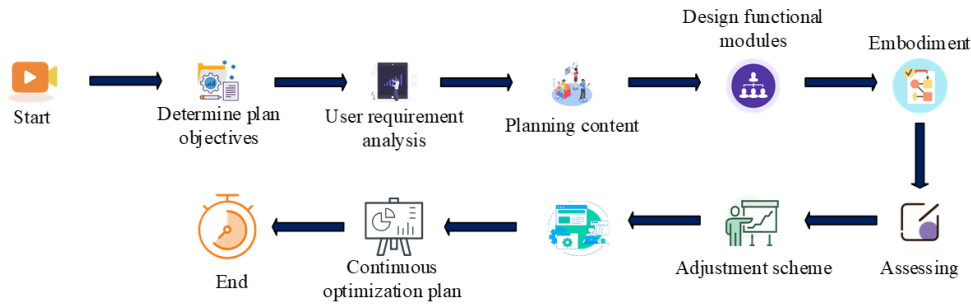 Start
Determine plan
objectives
User requirement
analysis
Planning content
Design functional
modules
Embodiment
Assessing
Adjustment scheme
Continuous
optimization plan
End